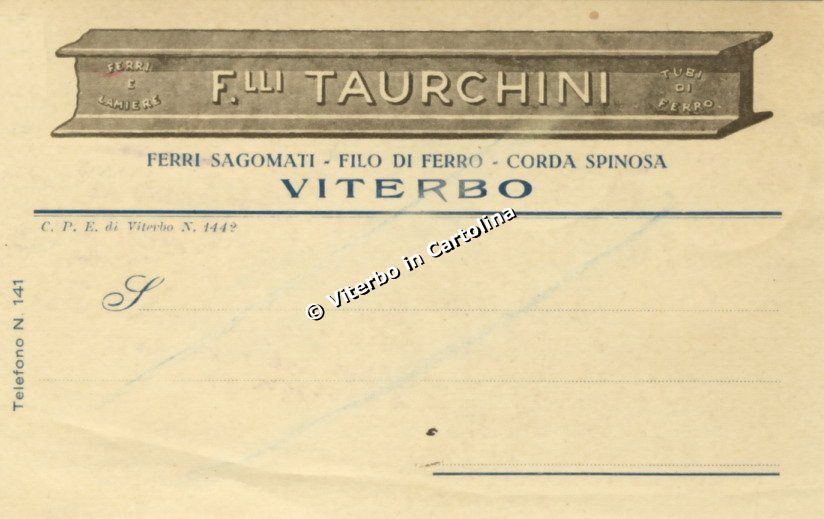 FERRI
E
LAMIERE
F.LLI TAURCHINI
TUBI
DI
FERRO
FERRI SAGOMATI - FILO DI FERRO - CORDA SPINOSA
VITERBO
C. P. E. di Viterbo N. 1442
© Viterbo in Cartolina
S
Telefono N. 141